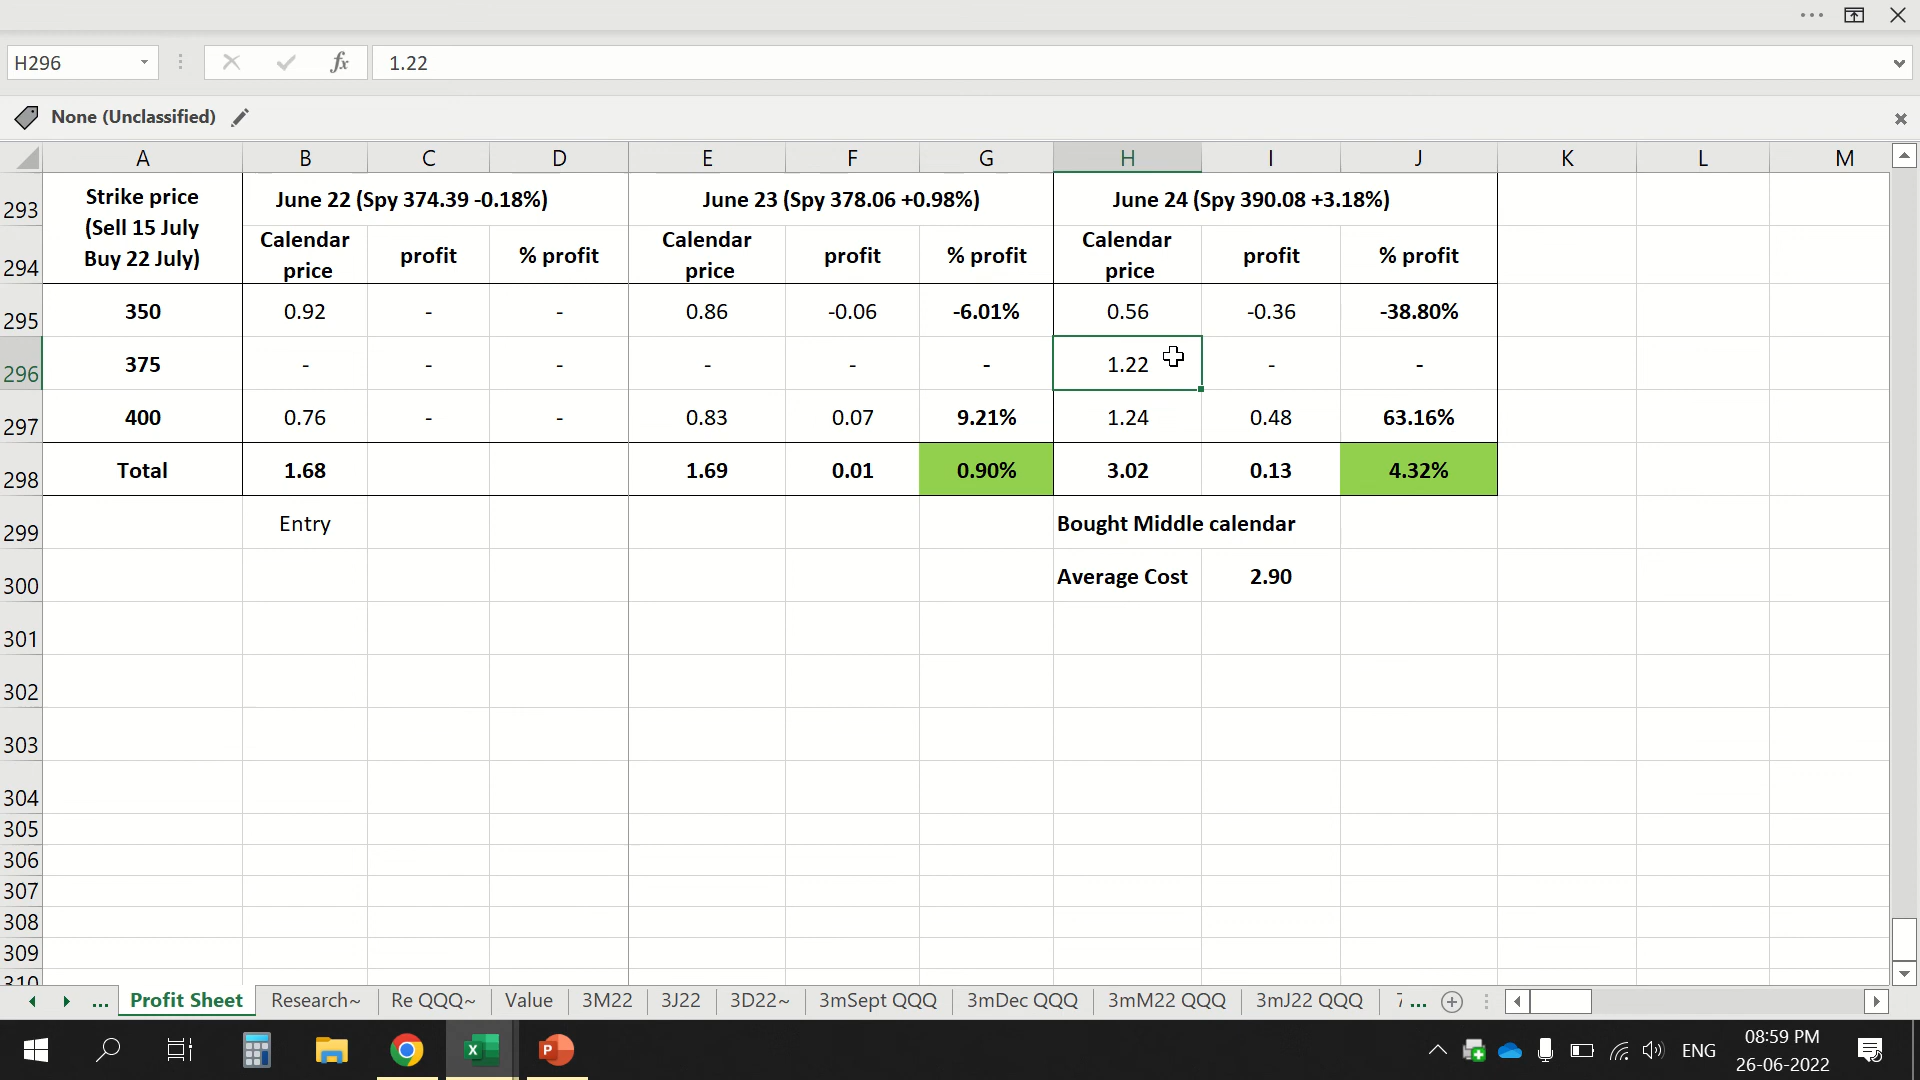 H296
fx
1.22
None (Unclassified)
A B C D E F G H I J K L M
293 Strike price (Sell 15 July Buy 22 July) June 22 (Spy 374.39 -0.18%) June 23 (Spy 378.06 +0.98%) June 24 (Spy 390.08 +3.18%)
294 Calendar price profit % profit Calendar price profit % profit Calendar price profit % profit
295 350 0.92 - - 0.86 -0.06 -6.01% 0.56 -0.36 -38.80%
296 375 - - - - - - 1.22 - -
297 400 0.76 - - 0.83 0.07 9.21% 1.24 0.48 63.16%
298 Total 1.68 1.69 0.01 0.90% 3.02 0.13 4.32%
299 Entry Bought Middle calendar
300 Average Cost 2.90
301
302
303
304
305
306
307
308
309
310
... Profit Sheet Research~ Re QQQ~ Value 3M22 3J22 3D22~ 3mSept QQQ 3mDec QQQ 3mM22 QQQ 3mJ22 QQQ ...
ENG 08:59 PM
26-06-2022